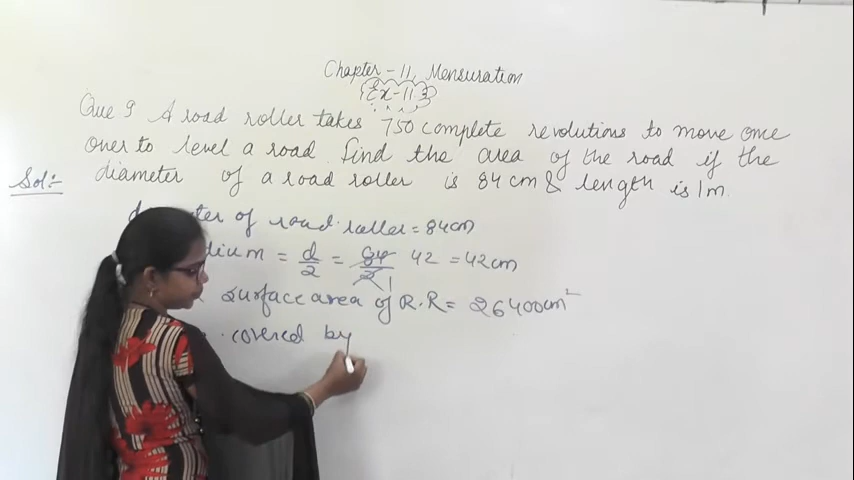 Chapter - 11, Mensuration
Ex - 11.3
Que 9 A road roller takes 750 complete revolutions to move once
over to level a road. find the area of the road if the
diameter of a road roller is 84 cm & length is 1m.
Sol:-
of road roller = 84cm
= d/2 = 84/2 42 = 42cm
1
surface area of R.R = 26400cm²
covered by